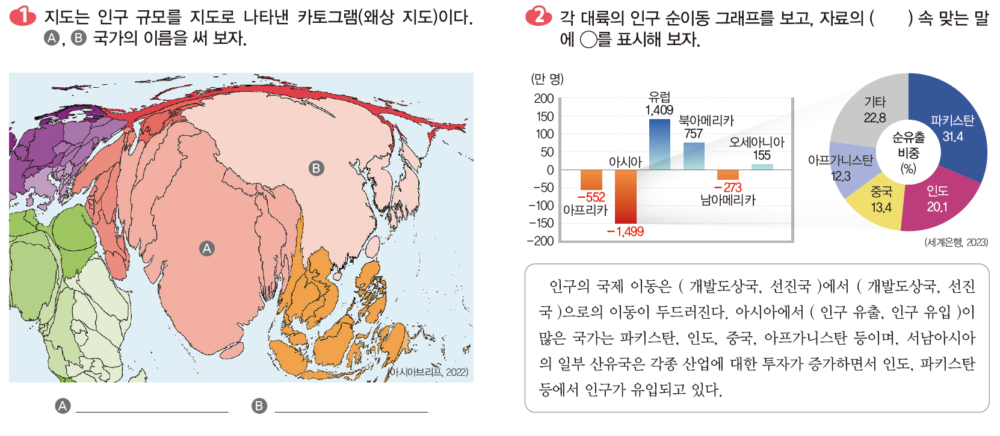 1 지도는 인구 규모를 지도로 나타낸 카토그램(왜상 지도)이다.
A, B 국가의 이름을 써 보자.
B
A
(아시아브리프, 2022)
A
B
2 각 대륙의 인구 순이동 그래프를 보고, 자료의 ( ) 속 맞는 말
에 ◯를 표시해 보자.
(만 명)
200
150
100
50
0
-50
-100
-150
-200
유럽
1,409
북아메리카
757
오세아니아
155
아시아
-1,499
-552
아프리카
-273
남아메리카
기타
22.8
파키스탄
31.4
순유출
비중
(%)
아프가니스탄
12.3
중국
13.4
인도
20.1
(세계은행, 2023)
인구의 국제 이동은 ( 개발도상국, 선진국 )에서 ( 개발도상국, 선진
국 )으로의 이동이 두드러진다. 아시아에서 ( 인구 유출, 인구 유입 )이
많은 국가는 파키스탄, 인도, 중국, 아프가니스탄 등이며, 서남아시아
의 일부 산유국은 각종 산업에 대한 투자가 증가하면서 인도, 파키스탄
등에서 인구가 유입되고 있다.